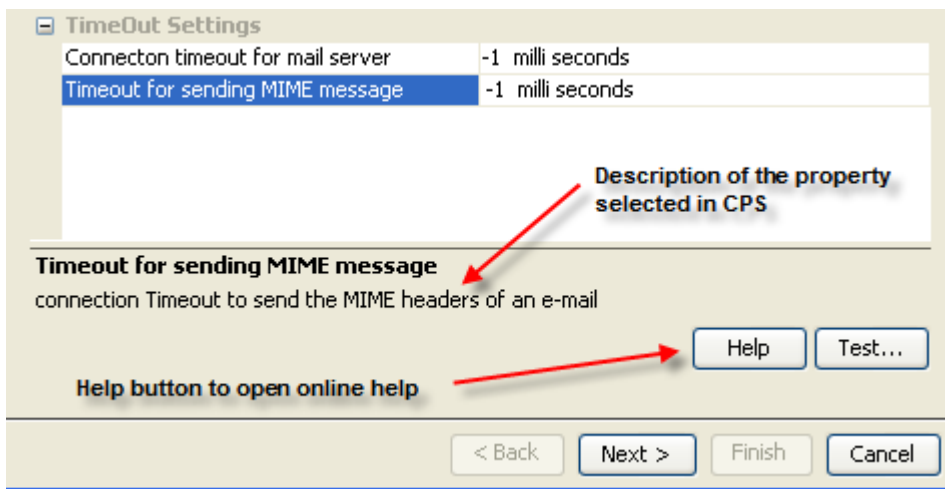 TimeOut Settings
Connecton timeout for mail server -1 milli seconds
Timeout for sending MIME message -1 milli seconds
Description of the property
selected in CPS
Timeout for sending MIME message
connection Timeout to send the MIME headers of an e-mail
Help Test...
Help button to open online help
< Back Next > Finish Cancel